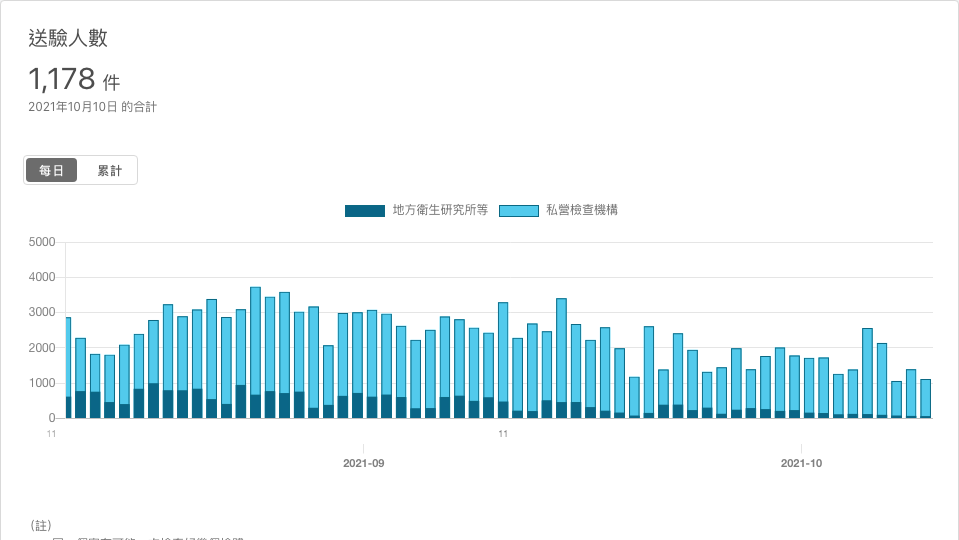 送驗人數
1,178 件
2021年10月10日 的合計
每日 累計
地方衛生研究所等 私營檢查機構
5000
4000
3000
2000
1000
0
11 11
2021-09 2021-10
(註)